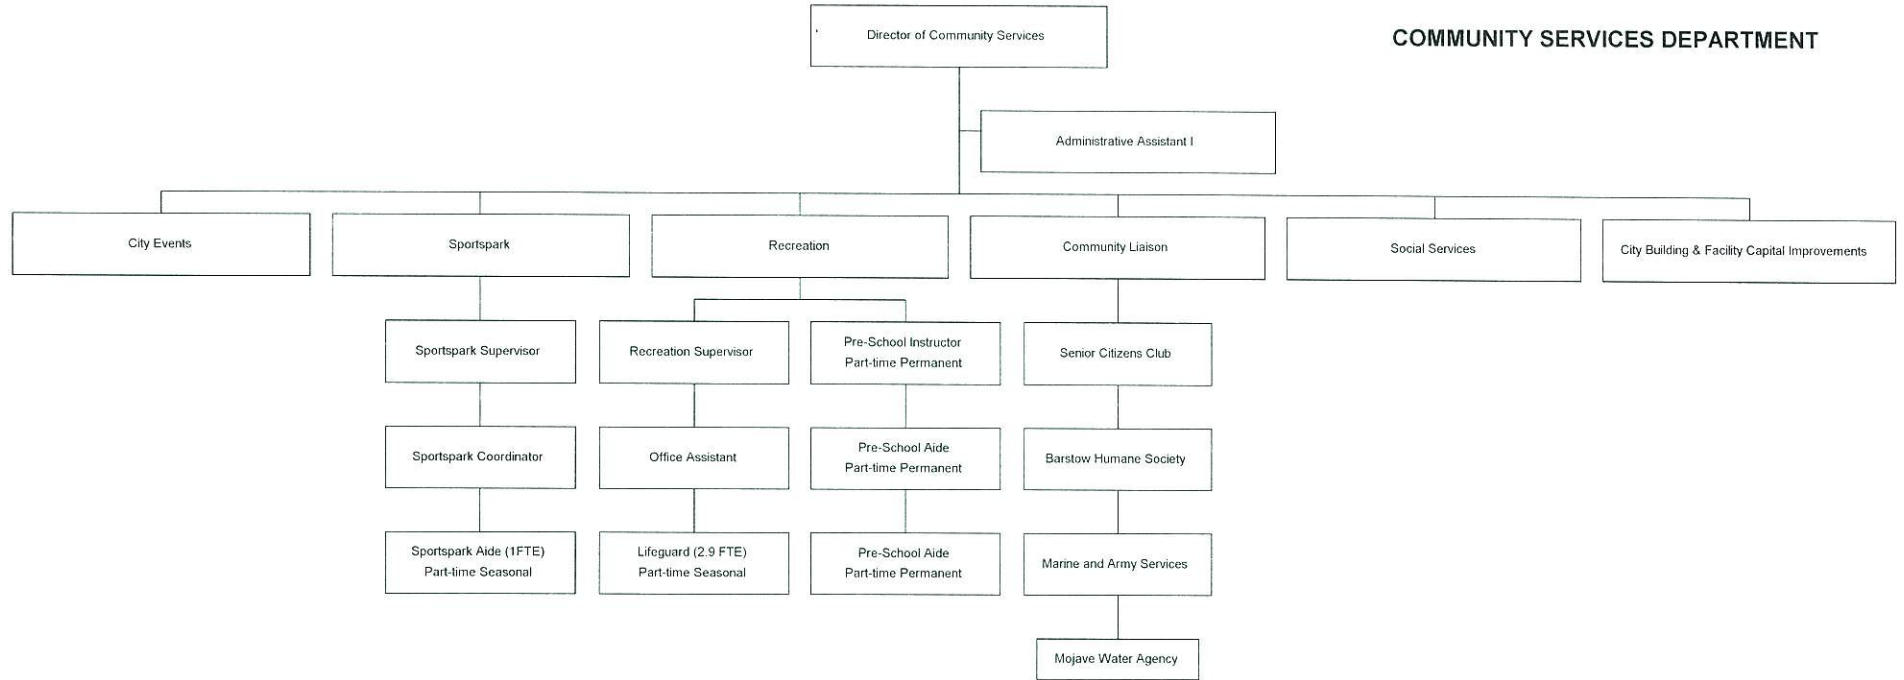 COMMUNITY SERVICES DEPARTMENT
Director of Community Services
Administrative Assistant I
City Events
Sportspark
Recreation
Community Liaison
Social Services
City Building & Facility Capital Improvements
Sportspark Supervisor
Recreation Supervisor
Pre-School Instructor
Part-time Permanent
Senior Citizens Club
Sportspark Coordinator
Office Assistant
Pre-School Aide
Part-time Permanent
Barstow Humane Society
Sportspark Aide (1FTE)
Part-time Seasonal
Lifeguard (2.9 FTE)
Part-time Seasonal
Pre-School Aide
Part-time Permanent
Marine and Army Services
Mojave Water Agency